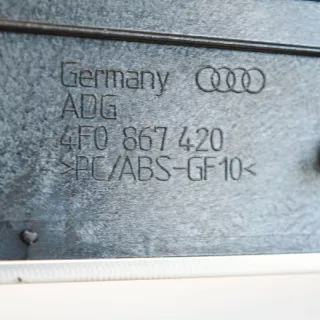 Germany
ADG
4F0 867 420
>PC/ABS-GF10<